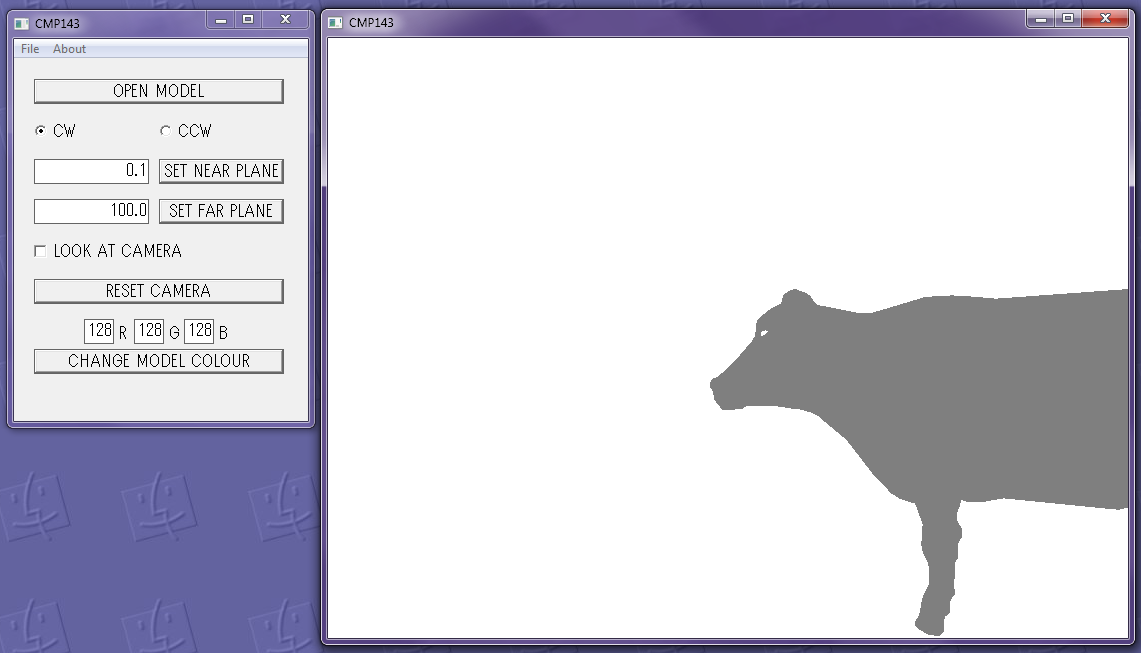 CMP143
File About
OPEN MODEL
CW CCW
0.1 SET NEAR PLANE
100.0 SET FAR PLANE
LOOK AT CAMERA
RESET CAMERA
128 R 128 G 128 B
CHANGE MODEL COLOUR
CMP143